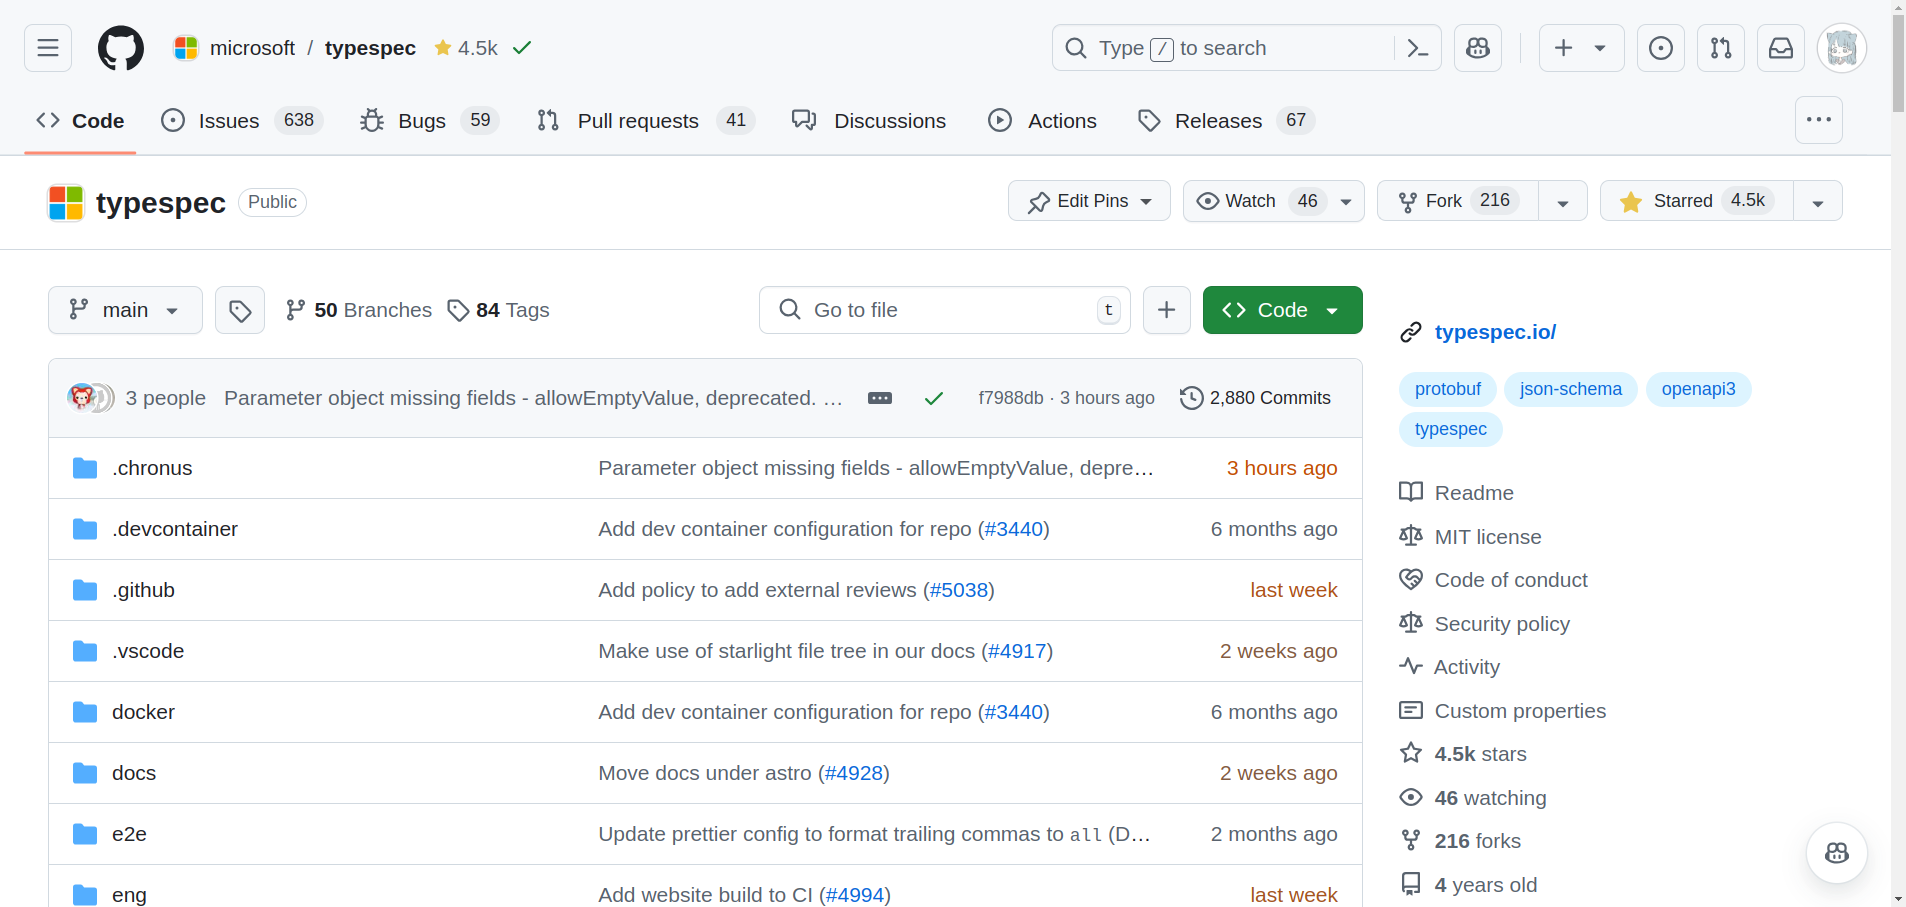 microsoft / typespec 4.5k
Type / to search
Code Issues 638 Bugs 59 Pull requests 41 Discussions Actions Releases 67
typespec Public
Edit Pins Watch 46 Fork 216 Starred 4.5k
main 50 Branches 84 Tags Go to file t Code
3 people Parameter object missing fields - allowEmptyValue, deprecated. … f7988db · 3 hours ago 2,880 Commits
.chronus Parameter object missing fields - allowEmptyValue, depre… 3 hours ago
.devcontainer Add dev container configuration for repo (#3440) 6 months ago
.github Add policy to add external reviews (#5038) last week
.vscode Make use of starlight file tree in our docs (#4917) 2 weeks ago
docker Add dev container configuration for repo (#3440) 6 months ago
docs Move docs under astro (#4928) 2 weeks ago
e2e Update prettier config to format trailing commas to all (D… 2 months ago
eng Add website build to CI (#4994) last week
typespec.io/
protobuf json-schema openapi3
typespec
Readme
MIT license
Code of conduct
Security policy
Activity
Custom properties
4.5k stars
46 watching
216 forks
4 years old